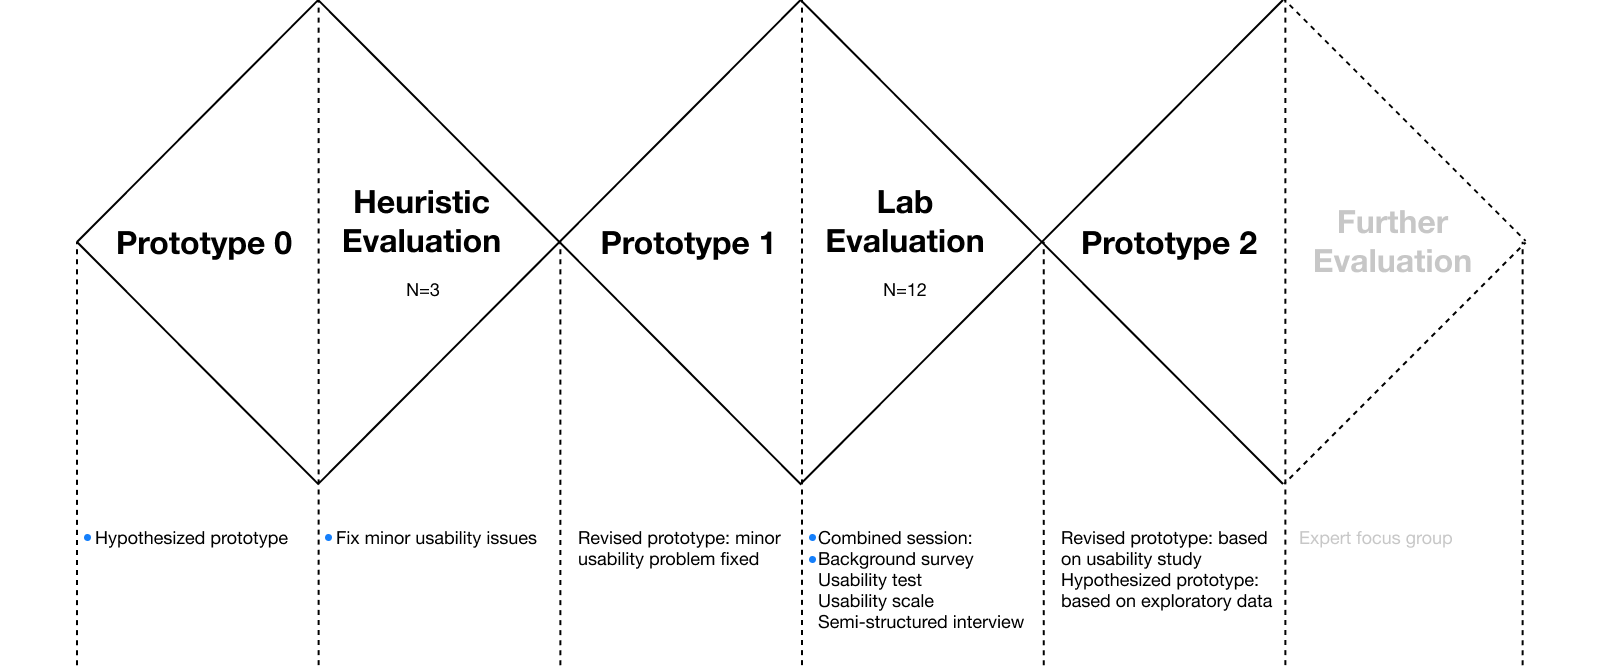 Prototype 0
Heuristic
Evaluation
N=3
Prototype 1
Lab
Evaluation
N=12
Prototype 2
Further
Evaluation
• Hypothesized prototype
• Fix minor usability issues
Revised prototype: minor
usability problem fixed
• Combined session:
• Background survey
Usability test
Usability scale
Semi-structured interview
Revised prototype: based
on usability study
Hypothesized prototype:
based on exploratory data
Expert focus group